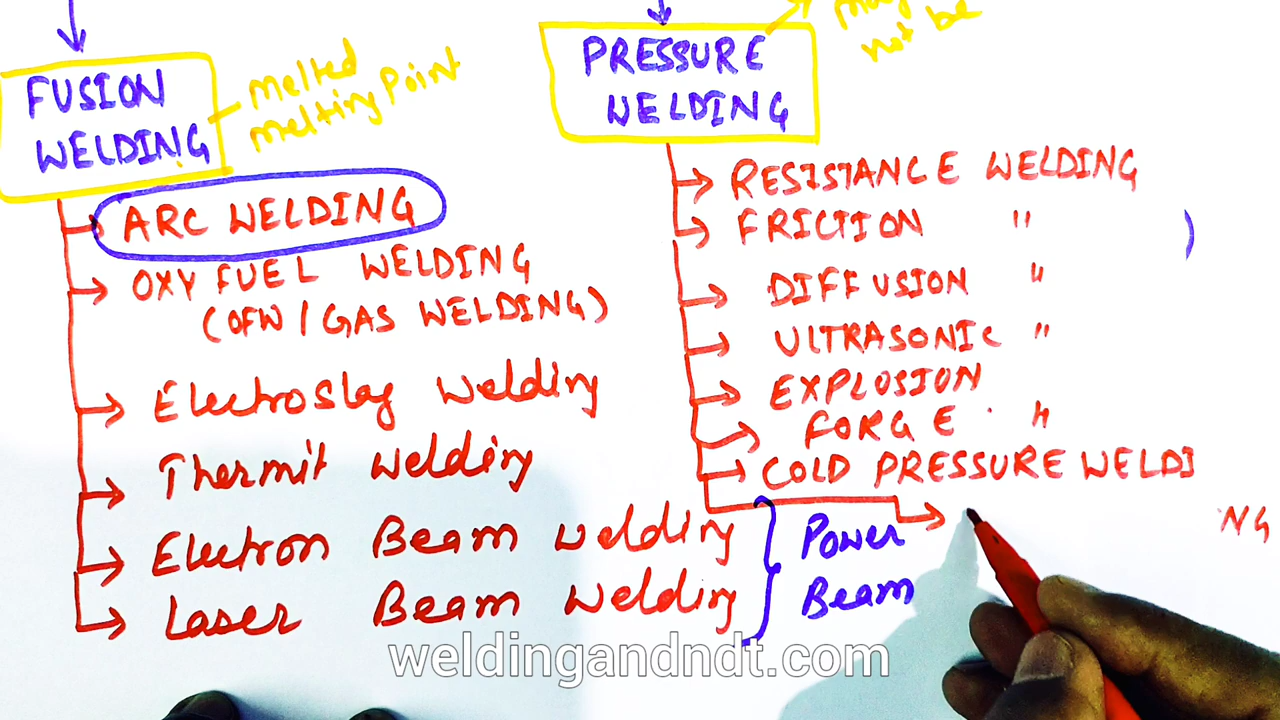 FUSION
WELDING
melted
melting point
ARC WELDING
OXY FUEL WELDING
(OFW / GAS WELDING)
Electroslag Welding
Thermit Welding
Electron Beam Welding
Laser Beam Welding
Power
Beam
PRESSURE
WELDING
not be
RESISTANCE WELDING
FRICTION "
DIFFUSION "
ULTRASONIC "
EXPLOSION
FORGE "
COLD PRESSURE WELDI
NG
weldingandndt.com